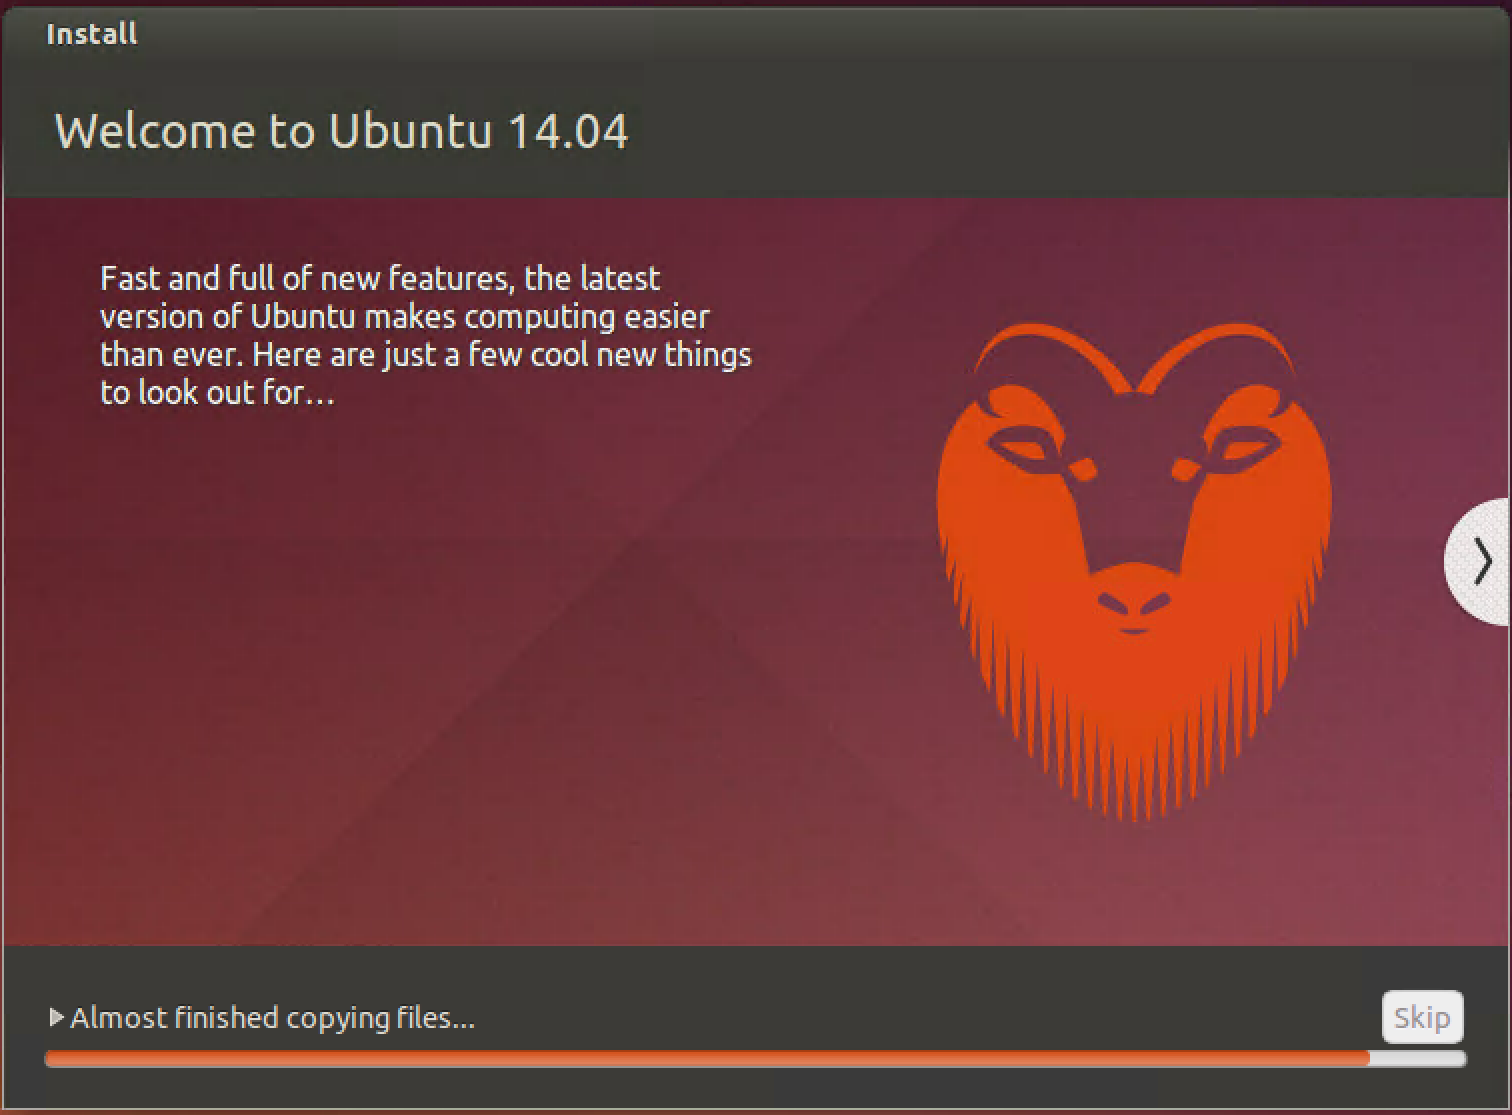 Install
Welcome to Ubuntu 14.04
Fast and full of new features, the latest
version of Ubuntu makes computing easier
than ever. Here are just a few cool new things
to look out for…
Almost finished copying files...
Skip